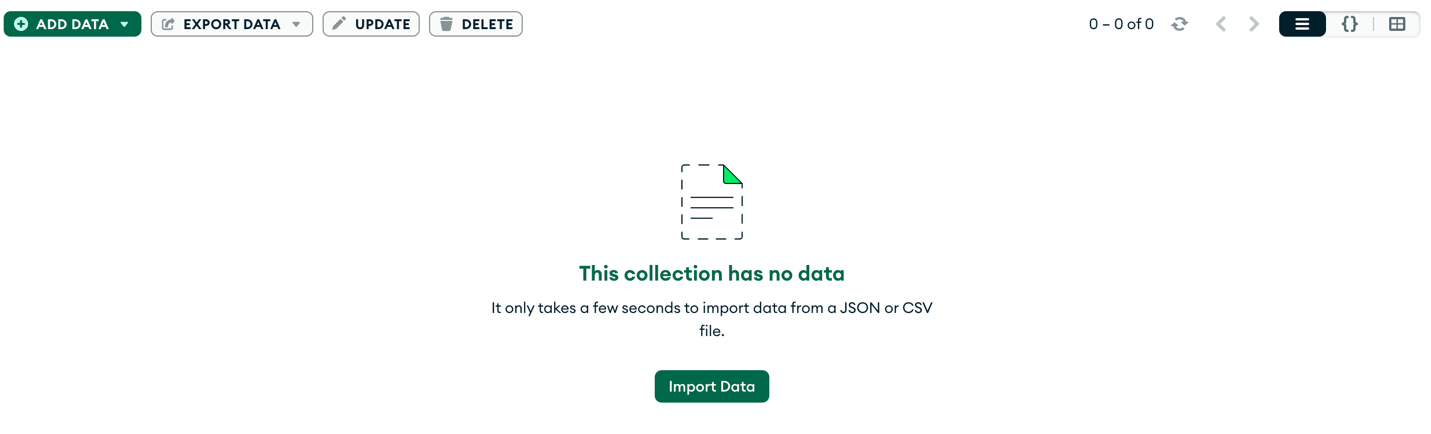 ADD DATA EXPORT DATA UPDATE DELETE 0 – 0 of 0 {}
This collection has no data
It only takes a few seconds to import data from a JSON or CSV
file.
Import Data